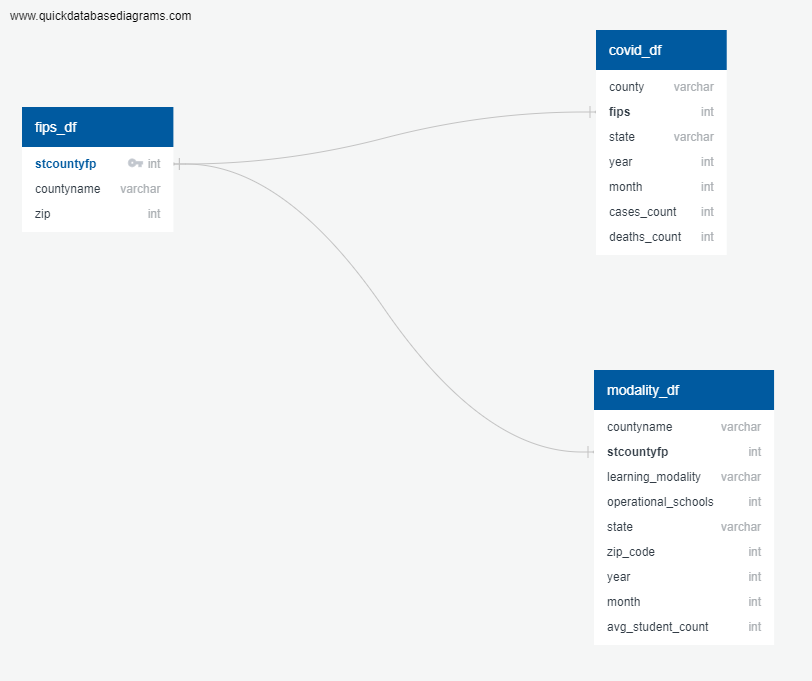 www.quickdatabasediagrams.com
fips_df
stcountyfp int
countyname varchar
zip int
covid_df
county varchar
fips int
state varchar
year int
month int
cases_count int
deaths_count int
modality_df
countyname varchar
stcountyfp int
learning_modality varchar
operational_schools int
state varchar
zip_code int
year int
month int
avg_student_count int